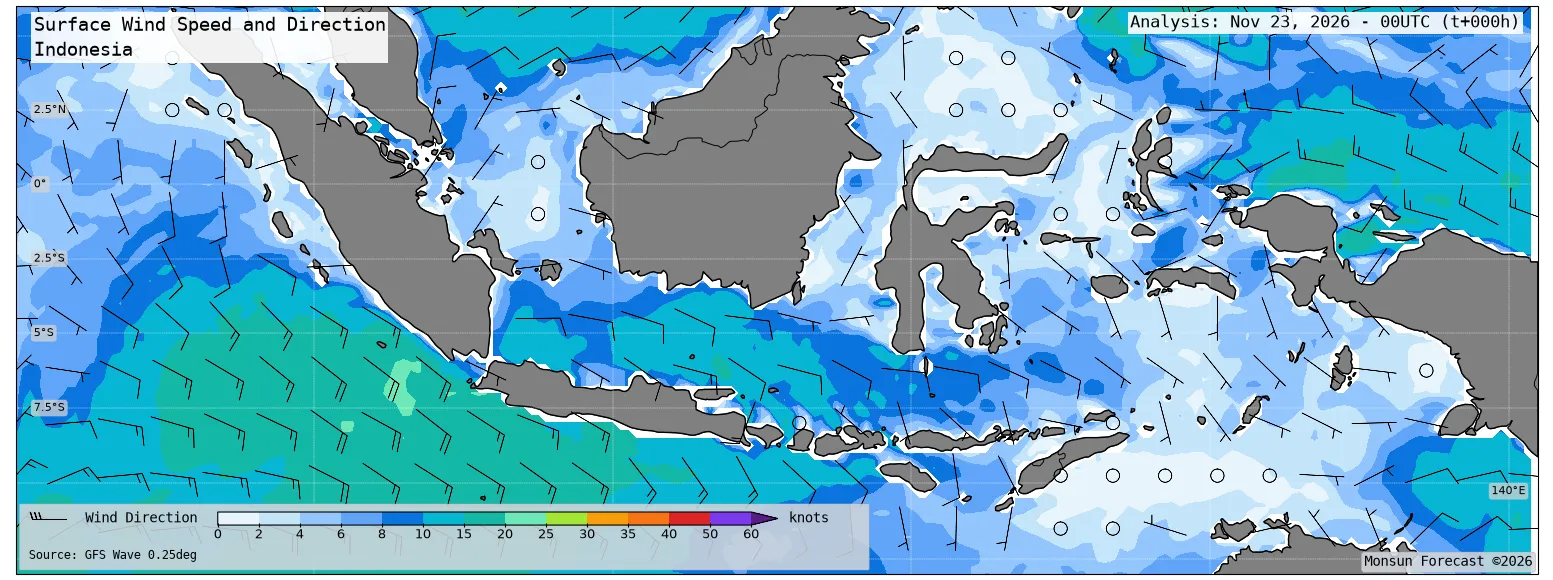 Surface Wind Speed and Direction
Indonesia
Analysis: Nov 23, 2026 - 00UTC (t+000h)
2.5°N
0°
2.5°S
5°S
7.5°S
140°E
Wind Direction
0 2 4 6 8 10 15 20 25 30 35 40 50 60
knots
Source: GFS Wave 0.25deg
Monsun Forecast ©2026